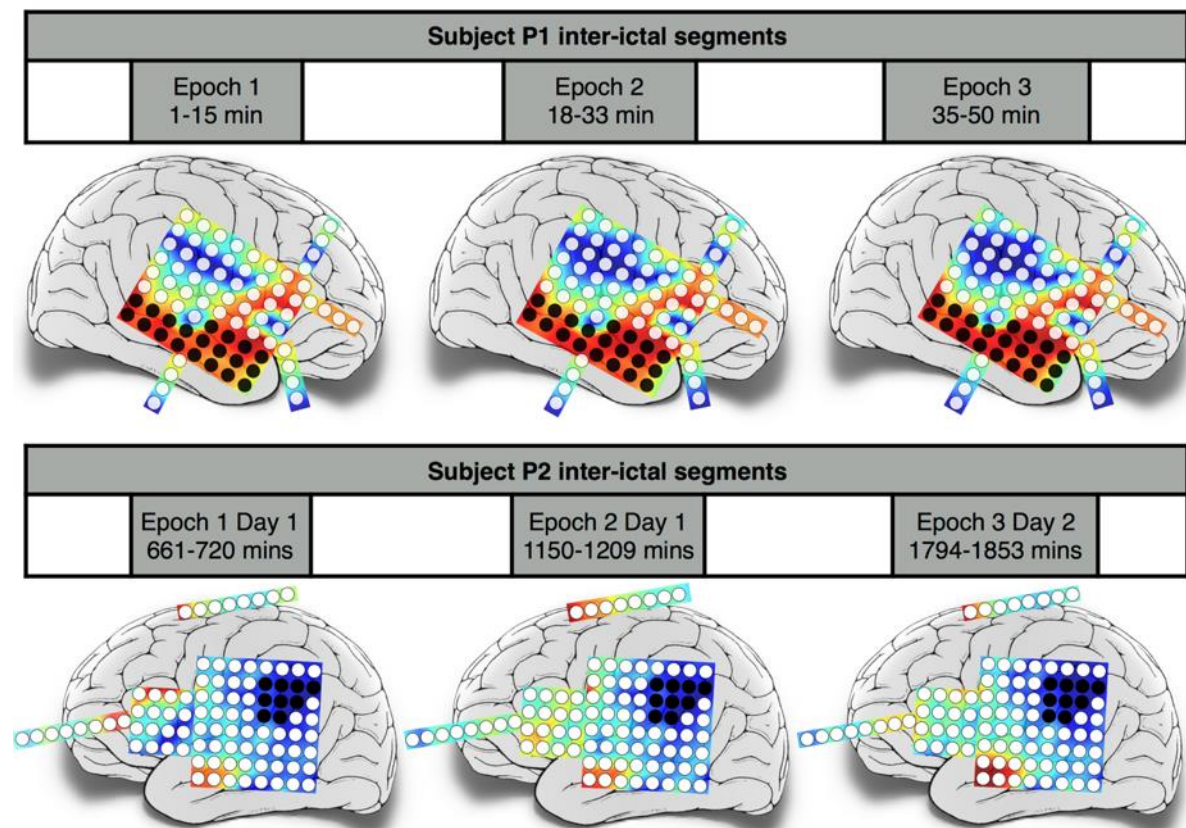 Subject P1 inter-ictal segments
Epoch 1
1-15 min
Epoch 2
18-33 min
Epoch 3
35-50 min
Subject P2 inter-ictal segments
Epoch 1 Day 1
661-720 mins
Epoch 2 Day 1
1150-1209 mins
Epoch 3 Day 2
1794-1853 mins